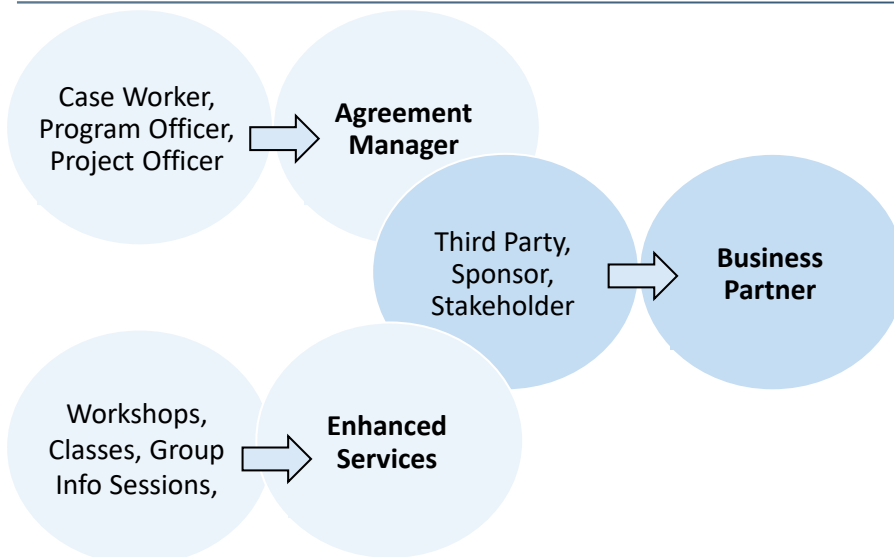 Case Worker,
Program Officer,
Project Officer
Agreement
Manager
Third Party,
Sponsor,
Stakeholder
Business
Partner
Workshops,
Classes, Group
Info Sessions,
Enhanced
Services